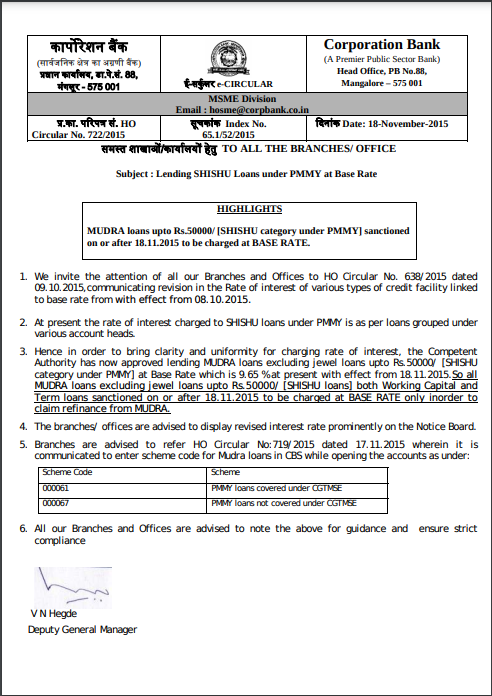 कार्पोरेशन बैंक
(सार्वजनिक क्षेत्र का अग्रणी बैंक)
प्रधान कार्यालय, डा.पे.सं. 88,
मंगलूर - 575 001
ई-सर्कुलर e-CIRCULAR
Corporation Bank
(A Premier Public Sector Bank)
Head Office, PB No.88,
Mangalore – 575 001
MSME Division
Email : hosme@corpbank.co.in
प्र.का. परिपत्र सं. HO
Circular No. 722/2015
सूचकांक Index No.
65.1/52/2015
दिनांक Date: 18-November-2015
समस्त शाखाओं/कार्यालयों हेतु TO ALL THE BRANCHES/ OFFICE
Subject : Lending SHISHU Loans under PMMY at Base Rate
HIGHLIGHTS
MUDRA loans upto Rs.50000/ [SHISHU category under PMMY] sanctioned
on or after 18.11.2015 to be charged at BASE RATE.
1. We invite the attention of all our Branches and Offices to HO Circular No. 638/2015 dated
09.10.2015,communicating revision in the Rate of interest of various types of credit facility linked
to base rate from with effect from 08.10.2015.
2. At present the rate of interest charged to SHISHU loans under PMMY is as per loans grouped under
various account heads.
3. Hence in order to bring clarity and uniformity for charging rate of interest, the Competent
Authority has now approved lending MUDRA loans excluding jewel loans upto Rs.50000/ [SHISHU
category under PMMY] at Base Rate which is 9.65 % at present with effect from 18.11.2015.So all
MUDRA loans excluding jewel loans upto Rs.50000/ [SHISHU loans] both Working Capital and
Term loans sanctioned on or after 18.11.2015 to be charged at BASE RATE only inorder to
claim refinance from MUDRA.
4. The branches/ offices are advised to display revised interest rate prominently on the Notice Board.
5. Branches are advised to refer HO Circular No:719/2015 dated 17.11.2015 wherein it is
communicated to enter scheme code for Mudra loans in CBS while opening the accounts as under:
Scheme Code Scheme
000061 PMMY loans covered under CGTMSE
000067 PMMY loans not covered under CGTMSE
6. All our Branches and Offices are advised to note the above for guidance and ensure strict
compliance
V N Hegde
Deputy General Manager